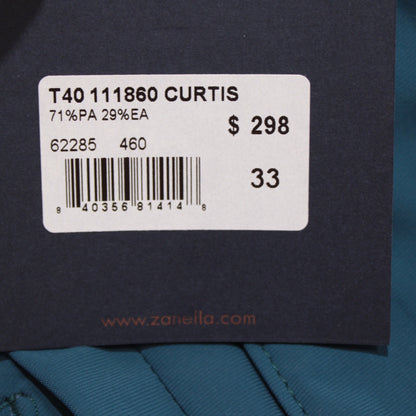 T40 111860 CURTIS
71%PA 29%EA
$ 298
62285 460
33
8 40356 81414 8
www.zanella.com